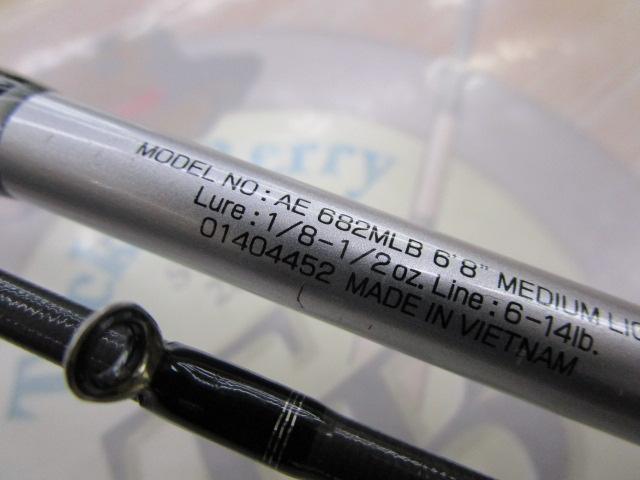 MODEL NO: AE 682MLB 6'8" MEDIUM LIG
Lure : 1/8-1/2oz. Line : 6-14lb.
01404452 MADE IN VIETNAM